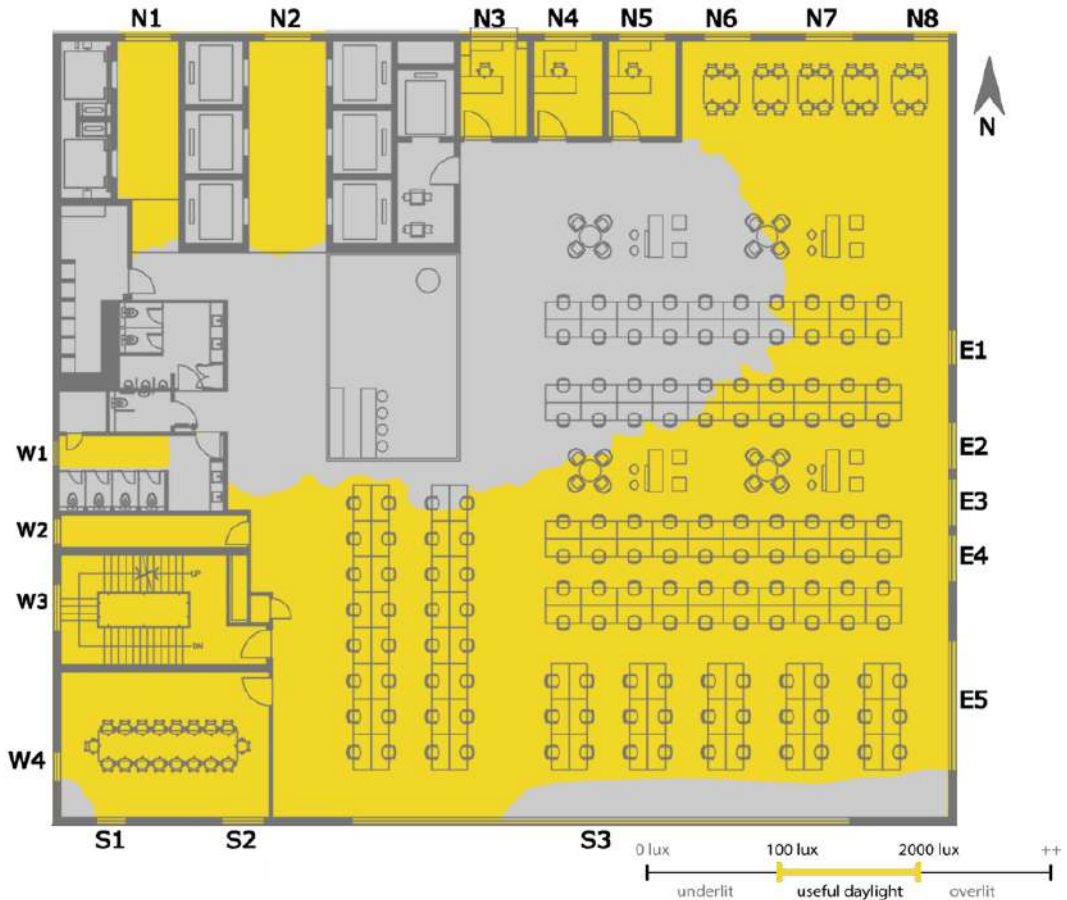 N1 N2 N3 N4 N5 N6 N7 N8
N
E1
E2
W1
E3
W2
E4
UP
W3
DN
E5
W4
S1 S2 S3
0 lux 100 lux 2000 lux ++
underlit useful daylight overlit